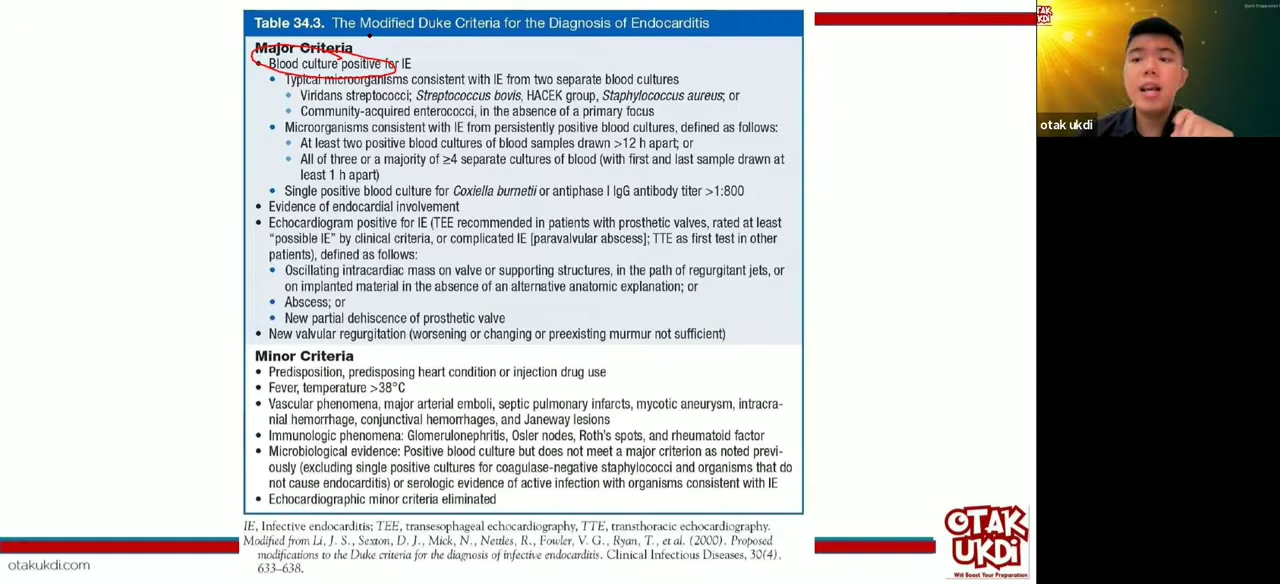 Table 34.3. The Modified Duke Criteria for the Diagnosis of Endocarditis
Major Criteria
• Blood culture positive for IE
• Typical microorganisms consistent with IE from two separate blood cultures
• Viridans streptococci; Streptococcus bovis, HACEK group, Staphylococcus aureus; or
• Community-acquired enterococci, in the absence of a primary focus
• Microorganisms consistent with IE from persistently positive blood cultures, defined as follows:
• At least two positive blood cultures of blood samples drawn >12 h apart; or
• All of three or a majority of ≥4 separate cultures of blood (with first and last sample drawn at
least 1 h apart)
• Single positive blood culture for Coxiella burnetii or antiphase I IgG antibody titer >1:800
• Evidence of endocardial involvement
• Echocardiogram positive for IE (TEE recommended in patients with prosthetic valves, rated at least
“possible IE” by clinical criteria, or complicated IE [paravalvular abscess]; TTE as first test in other
patients), defined as follows:
• Oscillating intracardiac mass on valve or supporting structures, in the path of regurgitant jets, or
on implanted material in the absence of an alternative anatomic explanation; or
• Abscess; or
• New partial dehiscence of prosthetic valve
• New valvular regurgitation (worsening or changing or preexisting murmur not sufficient)
Minor Criteria
• Predisposition, predisposing heart condition or injection drug use
• Fever, temperature >38°C
• Vascular phenomena, major arterial emboli, septic pulmonary infarcts, mycotic aneurysm, intracra-
nial hemorrhage, conjunctival hemorrhages, and Janeway lesions
• Immunologic phenomena: Glomerulonephritis, Osler nodes, Roth's spots, and rheumatoid factor
• Microbiological evidence: Positive blood culture but does not meet a major criterion as noted previ-
ously (excluding single positive cultures for coagulase-negative staphylococci and organisms that do
not cause endocarditis) or serologic evidence of active infection with organisms consistent with IE
• Echocardiographic minor criteria eliminated
IE, Infective endocarditis; TEE, transesophageal echocardiography, TTE, transthoracic echocardiography.
Modified from Li, J. S., Sexton, D. J., Mick, N., Nettles, R., Fowler, V. G., Ryan, T., et al. (2000). Proposed
modifications to the Duke criteria for the diagnosis of infective endocarditis. Clinical Infectious Diseases, 30(4),
633–638.
otakukdi.com
OTAK
UKDI
Will Boost Your Preparation
OTAK
UKDI
otak ukdi